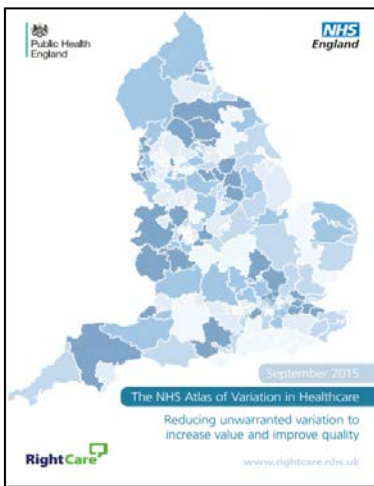 Public Health
England
NHS
England
September 2015
The NHS Atlas of Variation in Healthcare
Reducing unwarranted variation to
increase value and improve quality
RightCare
www.rightcare.nhs.uk